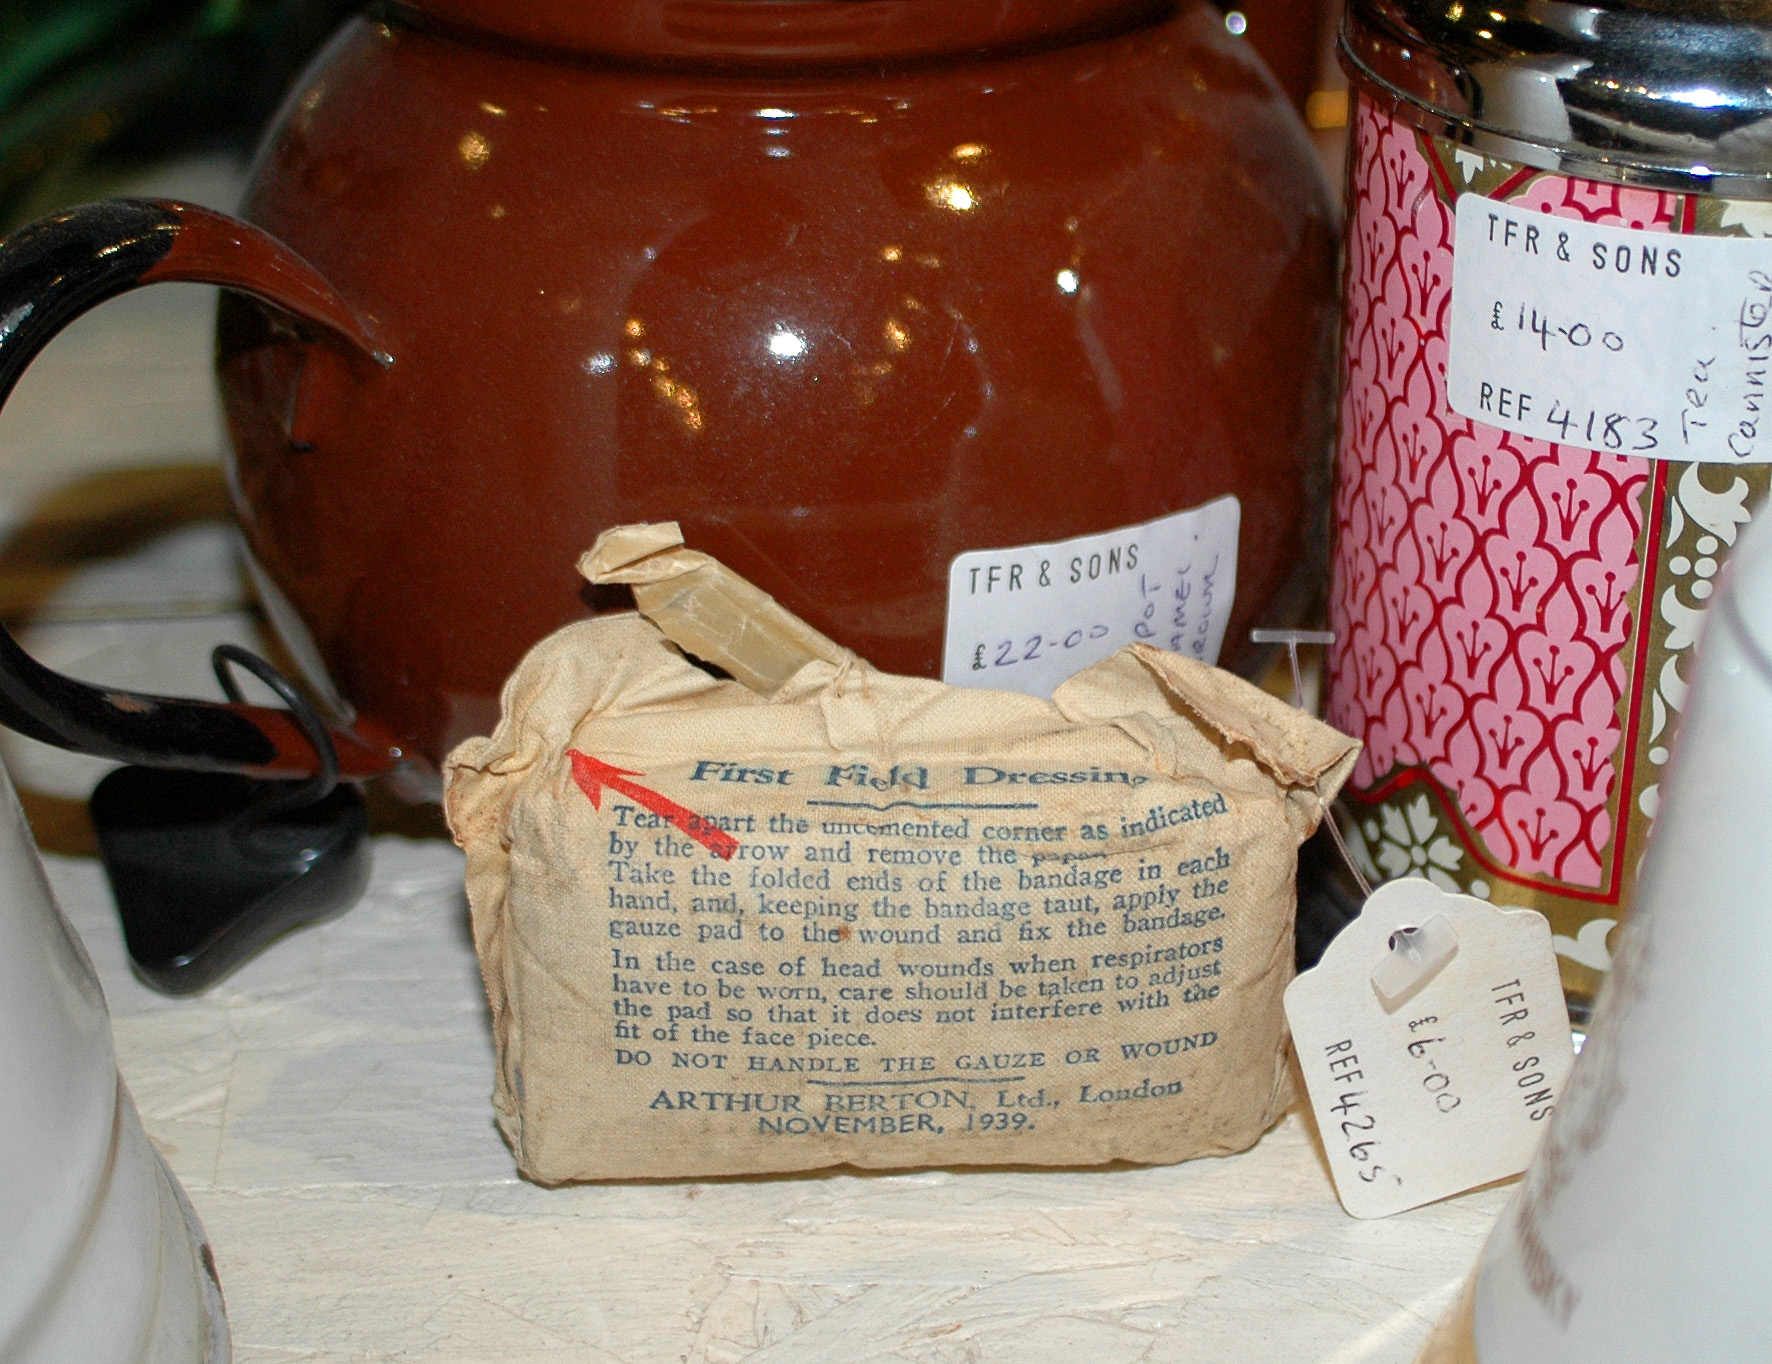 TFR & SONS
£14-00
REF 4183
Tea
Cannister
TFR & SONS
£22-00
POT
First Field Dressing
Tear apart the uncemented corner as indicated
by the arrow and remove the paper
Take the folded ends of the bandage in each
hand, and, keeping the bandage taut, apply the
gauze pad to the wound and fix the bandage.
In the case of head wounds when respirators
have to be worn, care should be taken to adjust
the pad so that it does not interfere with the
fit of the face piece.
DO NOT HANDLE THE GAUZE OR WOUND
ARTHUR BERTON, Ltd., London
NOVEMBER, 1939.
TFR & SONS
£6-00
REF 4265